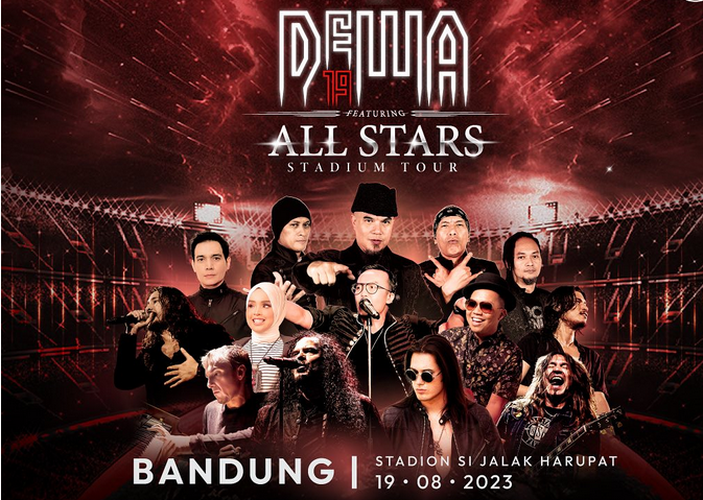 DEWA
19
FEATURING
ALL STARS
STADIUM TOUR
BANDUNG
STADION SI JALAK HARUPAT
19 • 08 • 2023